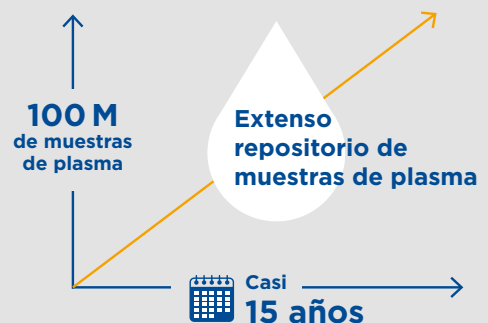 100 M
de muestras
de plasma
Extenso
repositorio de
muestras de plasma
Casi
15 años